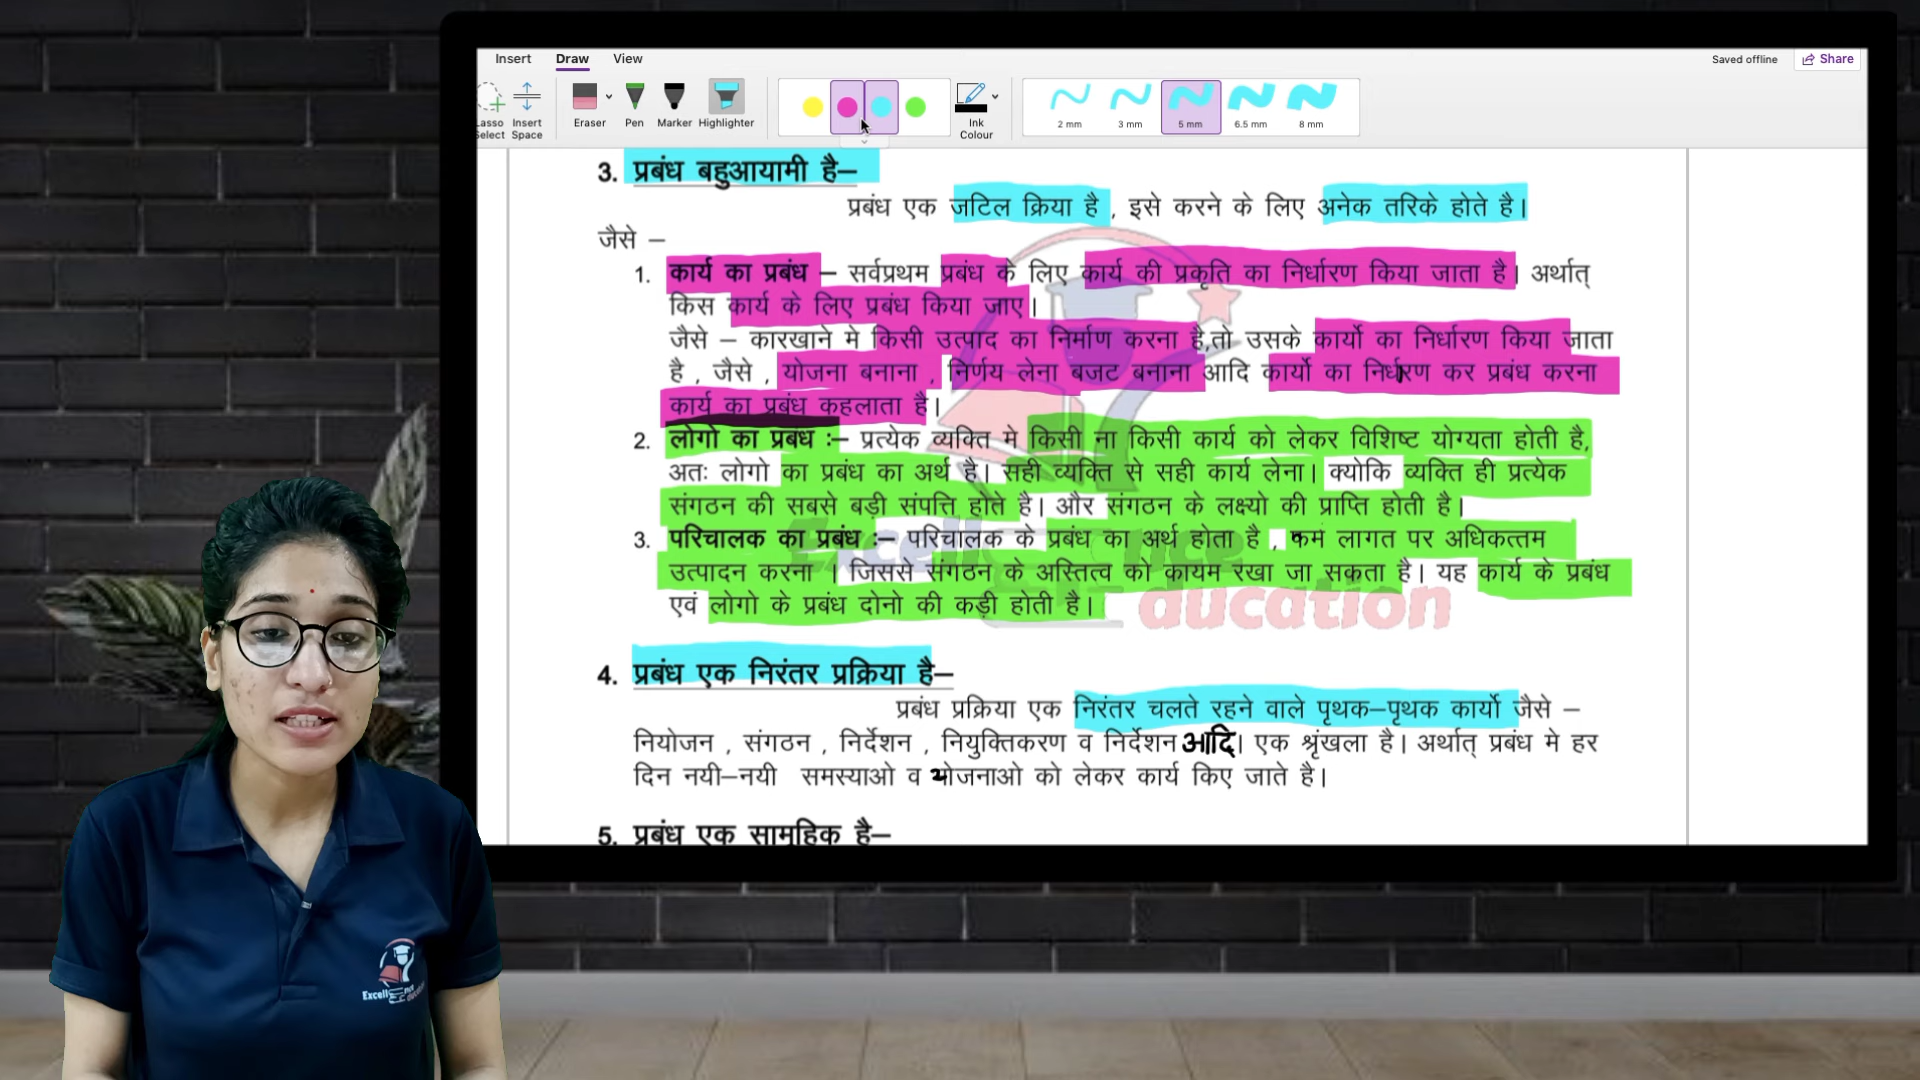 Insert Draw View Saved offline Share
Lasso Select Insert Space Eraser Pen Marker Highlighter Ink Colour 2 mm 3 mm 5 mm 6.5 mm 8 mm
3. प्रबंध बहुआयामी है–
प्रबंध एक जटिल क्रिया है , इसे करने के लिए अनेक तरिके होते है।
जैसे –
1. कार्य का प्रबंध – सर्वप्रथम प्रबंध के लिए कार्य की प्रकृति का निर्धारण किया जाता है। अर्थात्
किस कार्य के लिए प्रबंध किया जाए।
जैसे – कारखाने मे किसी उत्पाद का निर्माण करना है,तो उसके कार्यो का निर्धारण किया जाता
है , जैसे , योजना बनाना , निर्णय लेना बजट बनाना आदि कार्यो का निर्धारण कर प्रबंध करना
कार्य का प्रबंध कहलाता है।
2. लोगो का प्रबंध :– प्रत्येक व्यक्ति मे किसी ना किसी कार्य को लेकर विशिष्ट योग्यता होती है,
अतः लोगो का प्रबंध का अर्थ है। सही व्यक्ति से सही कार्य लेना। क्योकि व्यक्ति ही प्रत्येक
संगठन की सबसे बड़ी संपत्ति होते है। और संगठन के लक्ष्यो की प्राप्ति होती है।
3. परिचालक का प्रबंध :– परिचालक के प्रबंध का अर्थ होता है , कम लागत पर अधिकत्तम
उत्पादन करना । जिससे संगठन के अस्तित्व को कायम रखा जा सकता है। यह कार्य के प्रबंध
एवं लोगो के प्रबंध दोनो की कड़ी होती है।
4. प्रबंध एक निरंतर प्रक्रिया है–
प्रबंध प्रक्रिया एक निरंतर चलते रहने वाले पृथक–पृथक कार्यो जैसे –
नियोजन , संगठन , निर्देशन , नियुक्तिकरण व निर्देशन आदि। एक श्रृंखला है। अर्थात् प्रबंध मे हर
दिन नयी–नयी समस्याओ व योजनाओ को लेकर कार्य किए जाते है।
5. प्रबंध एक सामूहिक है–